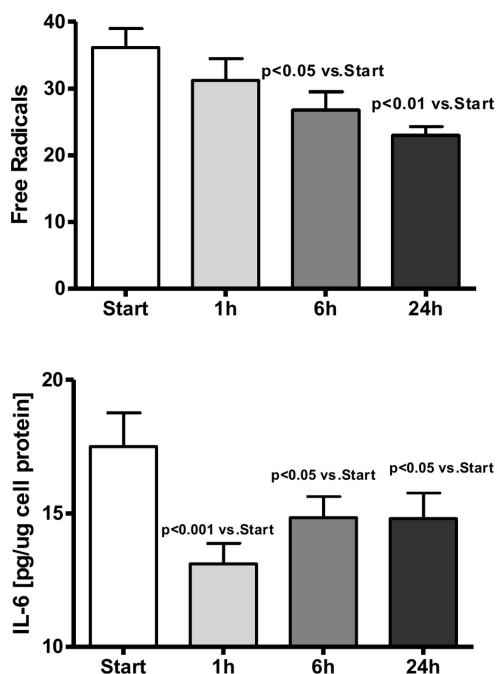 Free Radicals
40
30
20
10
0
p<0.05 vs.Start
p<0.01 vs.Start
Start 1h 6h 24h
IL-6 [pg/ug cell protein]
20
15
10
p<0.001 vs.Start
p<0.05 vs.Start
p<0.05 vs.Start
Start 1h 6h 24h